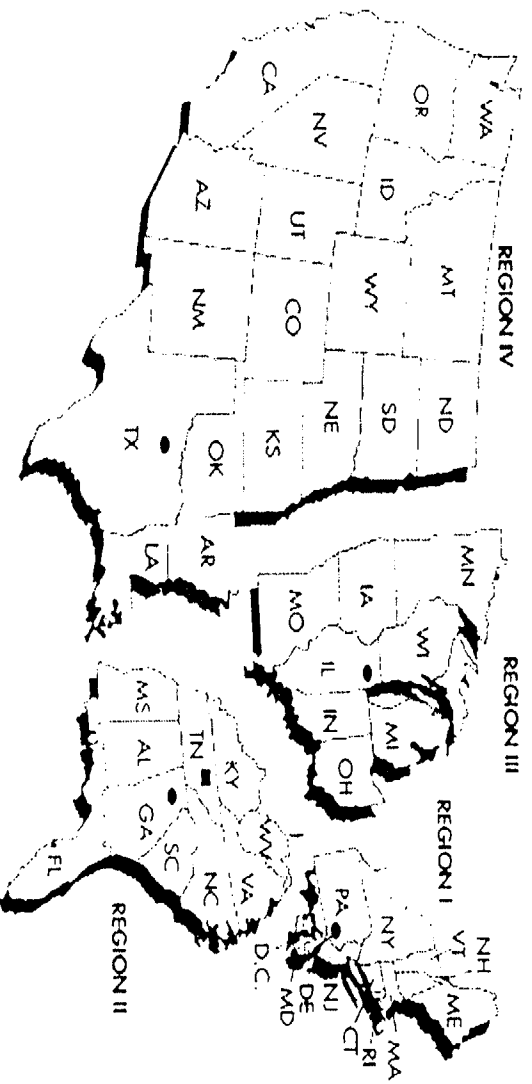 REGION IV
WA
OR
CA
NV
ID
MT
UT
AZ
WY
CO
NM
ND
SD
NE
KS
OK
TX
REGION III
MN
WI
IA
MO
IL
IN
MI
OH
AR
LA
REGION I
NH
VT
ME
NY
PA
MA
RI
CT
NJ
DE
MD
D.C.
REGION II
WV
VA
KY
TN
NC
SC
MS
AL
GA
FL